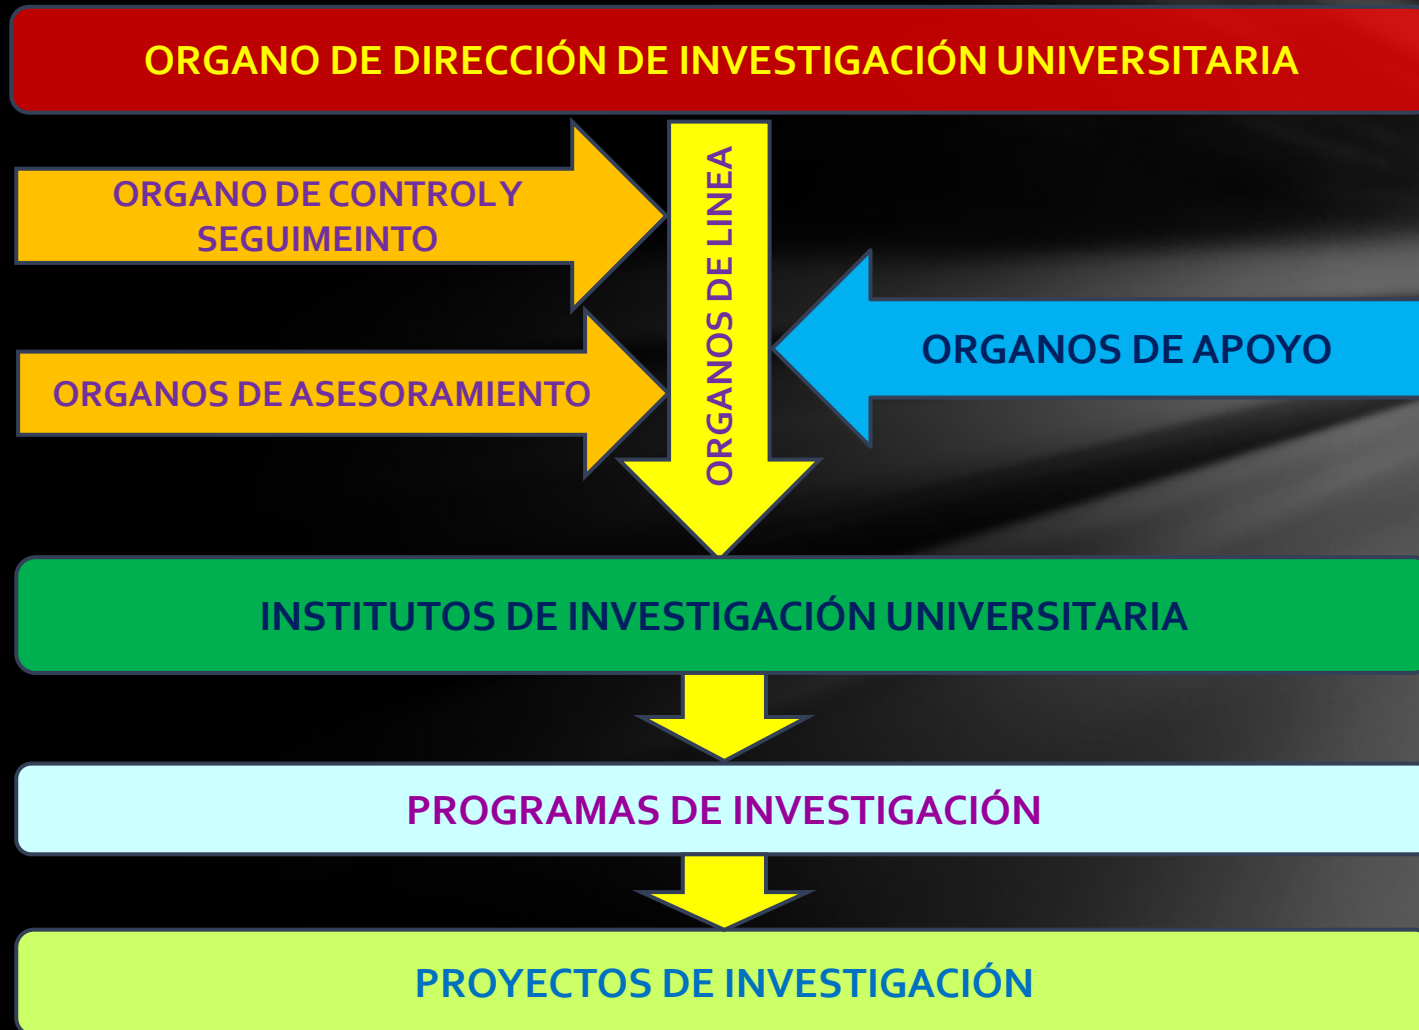 ORGANO DE DIRECCIÓN DE INVESTIGACIÓN UNIVERSITARIA
ORGANO DE CONTROL Y
SEGUIMEINTO
ORGANOS DE LINEA
ORGANOS DE APOYO
ORGANOS DE ASESORAMIENTO
INSTITUTOS DE INVESTIGACIÓN UNIVERSITARIA
PROGRAMAS DE INVESTIGACIÓN
PROYECTOS DE INVESTIGACIÓN